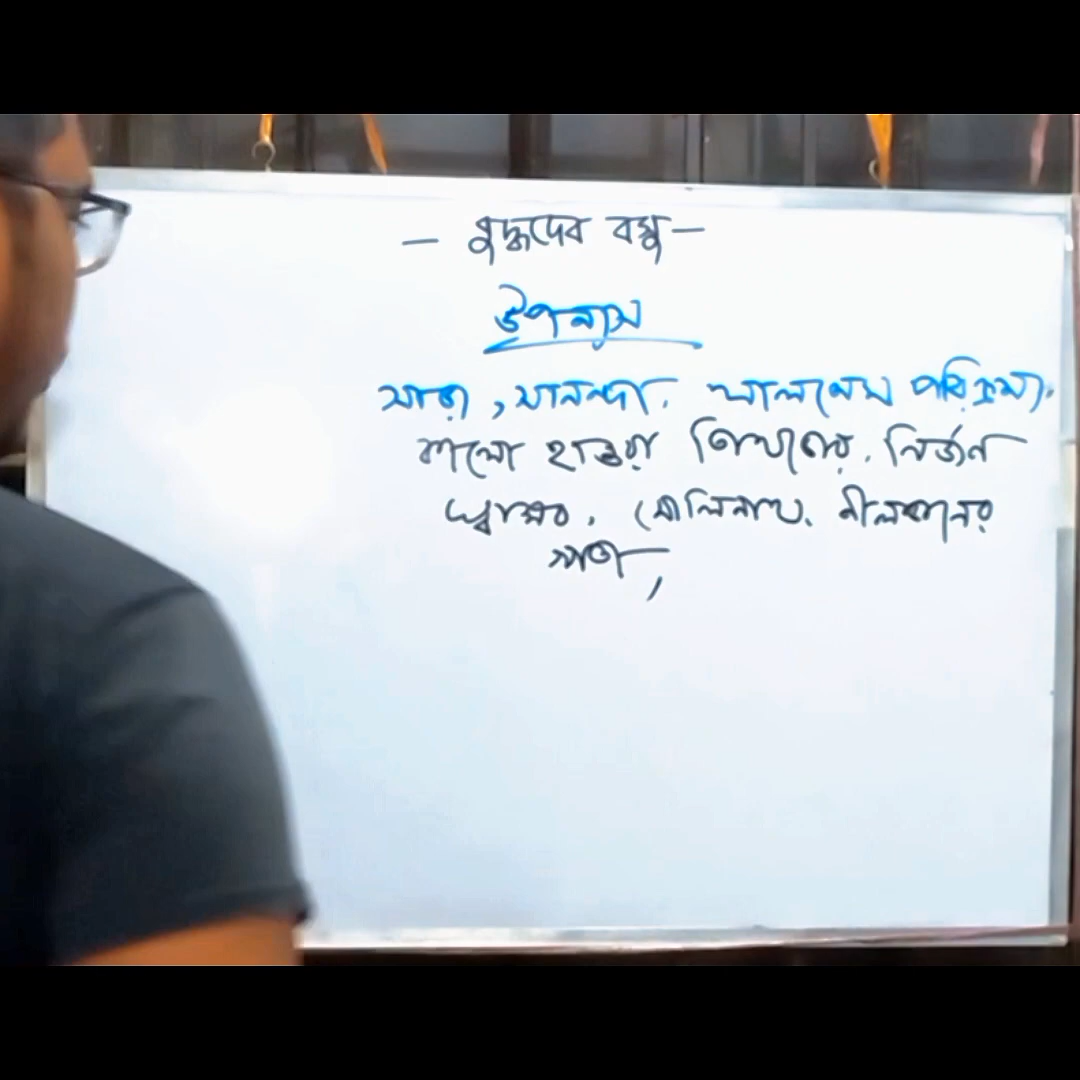 — বুদ্ধদেব বসু —
উপন্যাস
সাড়া, সানন্দা, লালমেঘ পরিক্রমা,
কালো হাওয়া তিথিডোর, নির্জন
স্বাক্ষর, মৌলিনাথ, নীলাঞ্জনের
খাতা,